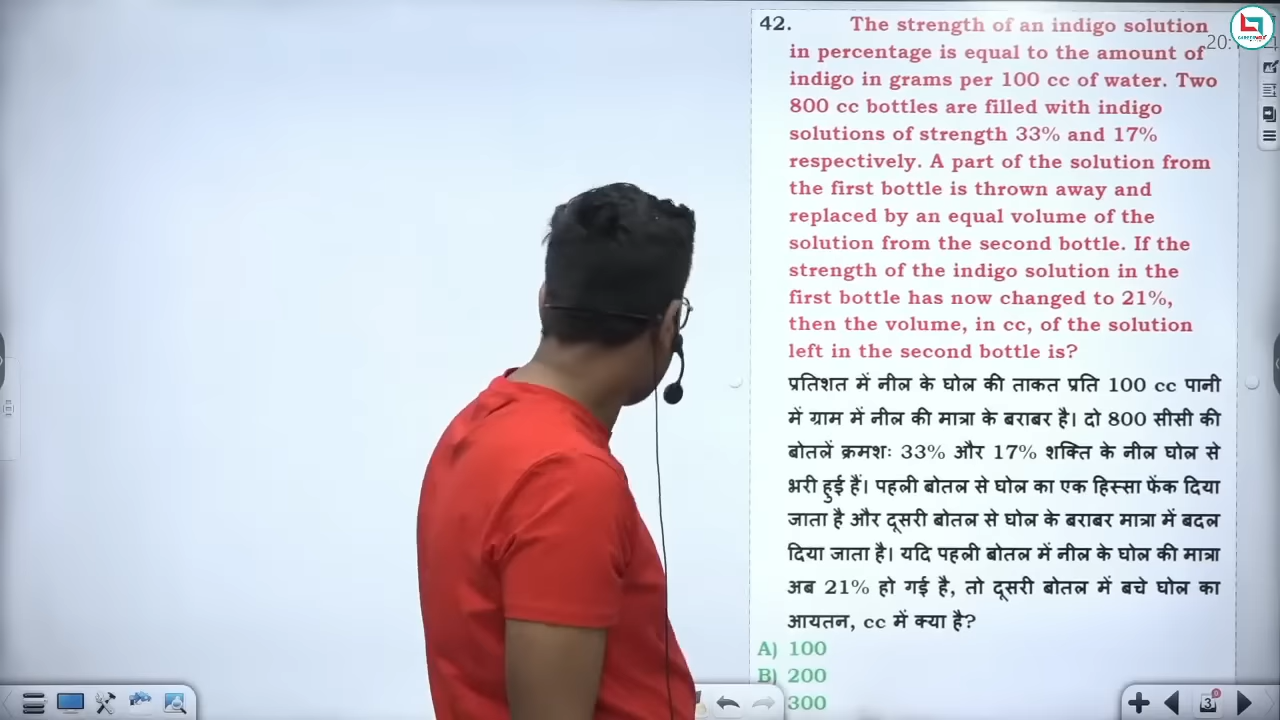 42. The strength of an indigo solution
in percentage is equal to the amount of
indigo in grams per 100 cc of water. Two
800 cc bottles are filled with indigo
solutions of strength 33% and 17%
respectively. A part of the solution from
the first bottle is thrown away and
replaced by an equal volume of the
solution from the second bottle. If the
strength of the indigo solution in the
first bottle has now changed to 21%,
then the volume, in cc, of the solution
left in the second bottle is?
प्रतिशत में नील के घोल की ताकत प्रति 100 cc पानी
में ग्राम में नील की मात्रा के बराबर है। दो 800 सीसी की
बोतलें क्रमशः 33% और 17% शक्ति के नील घोल से
भरी हुई हैं। पहली बोतल से घोल का एक हिस्सा फेंक दिया
जाता है और दूसरी बोतल से घोल के बराबर मात्रा में बदल
दिया जाता है। यदि पहली बोतल में नील के घोल की मात्रा
अब 21% हो गई है, तो दूसरी बोतल में बचे घोल का
आयतन, cc में क्या है?
A) 100
B) 200
300